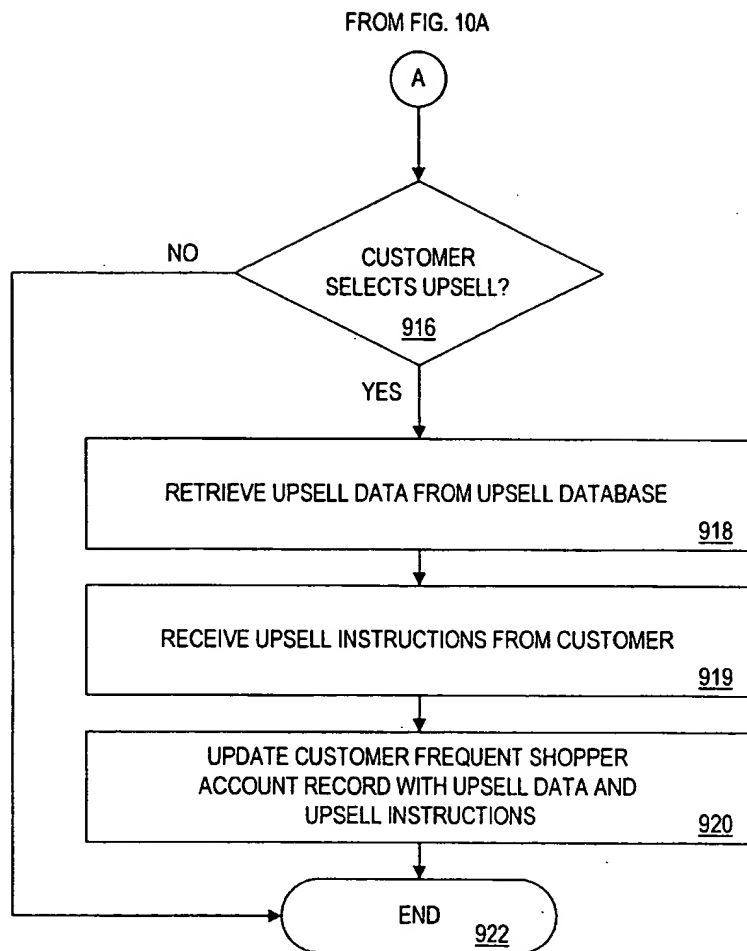 FROM FIG. 10A
A
NO
CUSTOMER
SELECTS UPSELL?
916
YES
RETRIEVE UPSELL DATA FROM UPSELL DATABASE
918
RECEIVE UPSELL INSTRUCTIONS FROM CUSTOMER
919
UPDATE CUSTOMER FREQUENT SHOPPER
ACCOUNT RECORD WITH UPSELL DATA AND
UPSELL INSTRUCTIONS
920
END
922